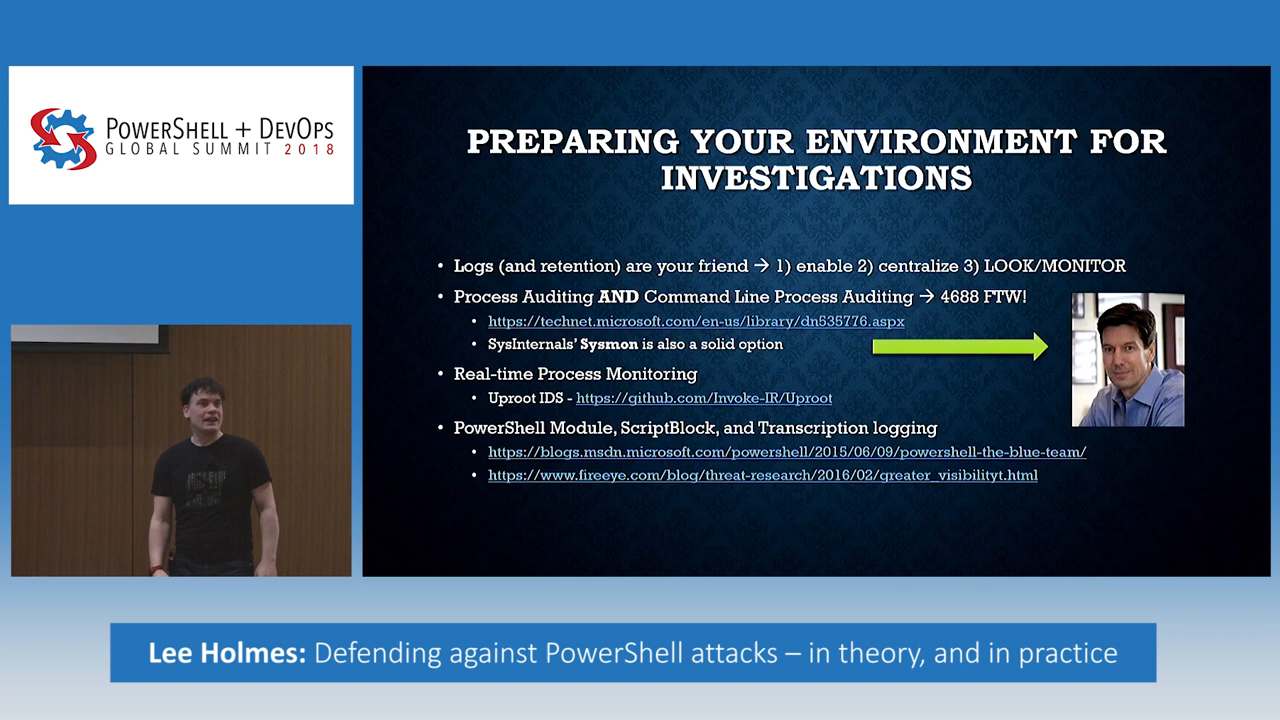 POWERSHELL + DEVOPS
GLOBAL SUMMIT 2018
PREPARING YOUR ENVIRONMENT FOR
INVESTIGATIONS
• Logs (and retention) are your friend → 1) enable 2) centralize 3) LOOK/MONITOR
• Process Auditing AND Command Line Process Auditing → 4688 FTW!
• https://technet.microsoft.com/en-us/library/dn535776.aspx
• SysInternals' Sysmon is also a solid option
• Real-time Process Monitoring
• Uproot IDS - https://github.com/Invoke-IR/Uproot
• PowerShell Module, ScriptBlock, and Transcription logging
• https://blogs.msdn.microsoft.com/powershell/2015/06/09/powershell-the-blue-team/
• https://www.fireeye.com/blog/threat-research/2016/02/greater_visibilityt.html
Lee Holmes: Defending against PowerShell attacks – in theory, and in practice